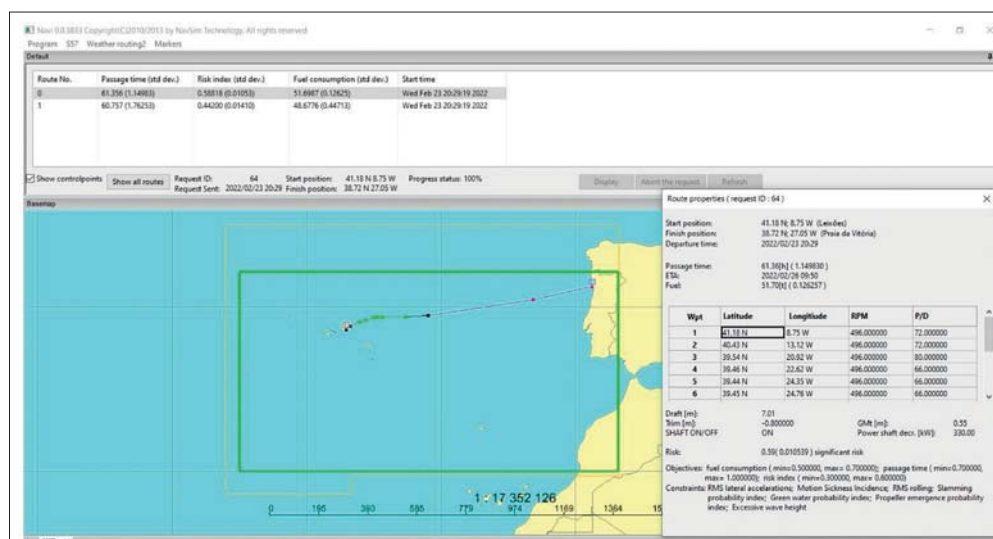 Navi 0.0.3833 Copyright(C)2010/2013 by NavSim Technology. All rights reserved.
Program S57 Weather routing2 Markers
Default
Route No. Passage time (std dev.) Risk index (std dev.) Fuel consumption (std dev.) Start time
0 61.356 (1.14983) 0.58818 (0.01053) 51.6987 (0.12625) Wed Feb 23 20:29:19 2022
1 60.757 (1.76253) 0.44200 (0.01410) 48.6776 (0.44713) Wed Feb 23 20:29:19 2022
Show controlpoints Show all routes Request ID: 64 Start position: 41.18 N 8.75 W Progress status: 100%
Request Sent: 2022/02/23 20:29 Finish position: 38.72 N 27.05 W
Display Abort the request Refresh
Basemap
Route properties ( request ID : 64 )
Start position: 41.18 N; 8.75 W (Leixões)
Finish position: 38.72 N; 27.05 W (Praia da Vitória)
Departure time: 2022/02/23 20:29
Passage time: 61.36[h] ( 1.149830 )
ETA: 2022/02/26 09:50
Fuel: 51.70[t] ( 0.126257 )
Wpt Latitude Longitiude RPM P/D
1 41.18 N 8.75 W 496.000000 72.000000
2 40.43 N 13.12 W 496.000000 72.000000
3 39.54 N 20.92 W 496.000000 80.000000
4 39.46 N 22.62 W 496.000000 66.000000
5 39.44 N 24.35 W 496.000000 66.000000
6 39.45 N 24.76 W 496.000000 66.000000
Draft [m]: 7.01
Trim [m]: -0.800000 GMt [m]: 0.55
SHAFT ON/OFF ON Power shaft decr. [kW]: 330.00
Risk: 0.59( 0.010539 ) significant risk
Objectives: fuel consumption ( min=0.500000, max= 0.700000); passage time ( min=0.700000,
max= 1.000000); risk index ( min=0.300000, max= 0.600000)
Constraints: RMS lateral accelarations; Motion Sickness Incidence; RMS rolling; Slamming
probability index; Green water probability index; Propeller emergence probability
index; Excessive wave height
1 : 17 352 126
0 195 390 585 779 974 1169 1364